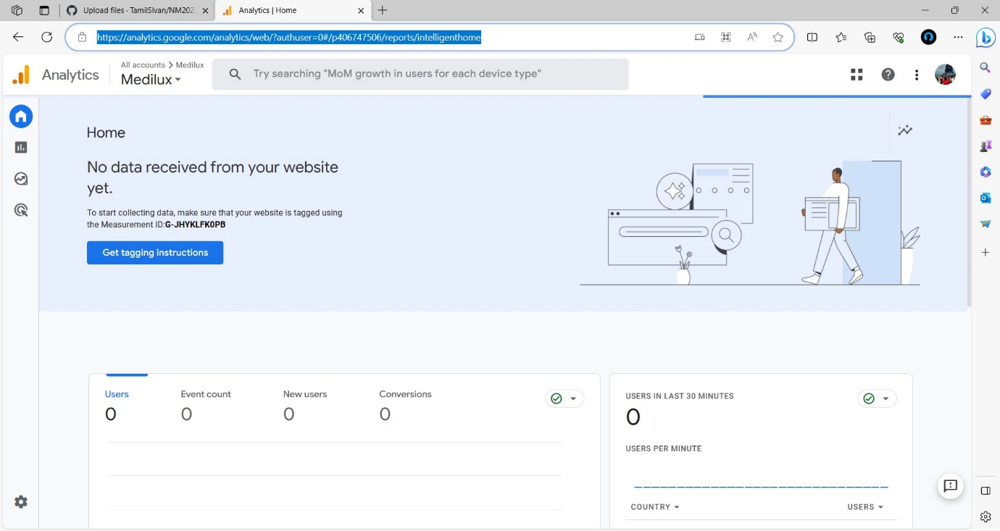 Upload files · TamilSIvan/NM202
Analytics | Home
https://analytics.google.com/analytics/web/?authuser=0#/p406747506/reports/intelligenthome
Analytics
All accounts > Medilux
Medilux
Try searching "MoM growth in users for each device type"
Home
No data received from your website
yet.
To start collecting data, make sure that your website is tagged using
the Measurement ID:G-JHYKLFK0PB
Get tagging instructions
Users
Event count
New users
Conversions
0
0
0
0
USERS IN LAST 30 MINUTES
0
USERS PER MINUTE
COUNTRY
USERS